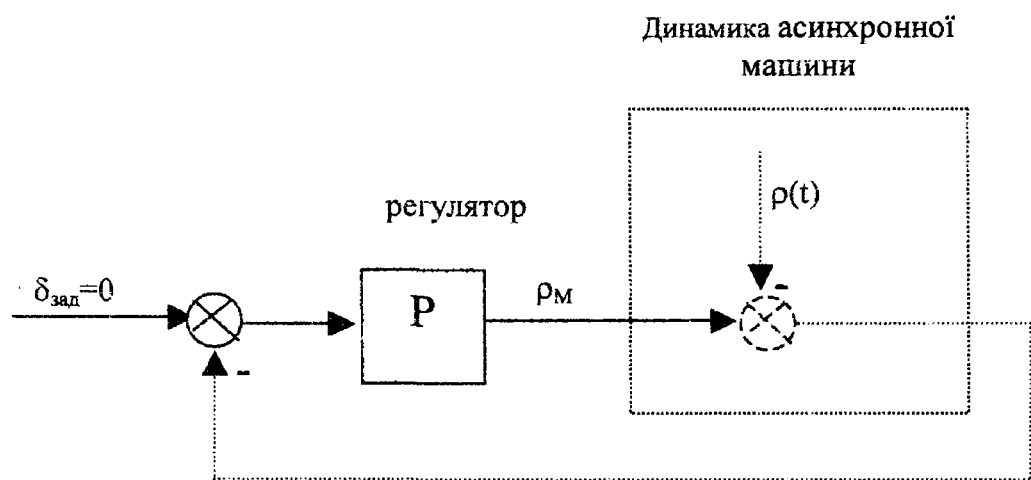 Динамика асинхронної
машини
ρ(t)
регулятор
δзад=0
P
ρм
-
-